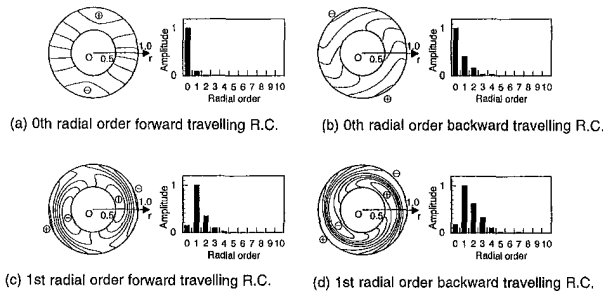 ⊕ 1.0 O 0.5 r ⊖
Amplitude 1 0
0 1 2 3 4 5 6 7 8 9 10
Radial order
(a) 0th radial order forward travelling R.C.
⊖ 1.0 O 0.5 r ⊕
Amplitude 1 0
0 1 2 3 4 5 6 7 8 9 10
Radial order
(b) 0th radial order backward travelling R.C.
⊖ ⊕ 1.0 O 0.5 r ⊖ ⊕
Amplitude 1 0
0 1 2 3 4 5 6 7 8 9 10
Radial order
(c) 1st radial order forward travelling R.C.
⊖ ⊕ 1.0 O 0.5 r ⊖ ⊕
Amplitude 1 0
0 1 2 3 4 5 6 7 8 9 10
Radial order
(d) 1st radial order backward travelling R.C.